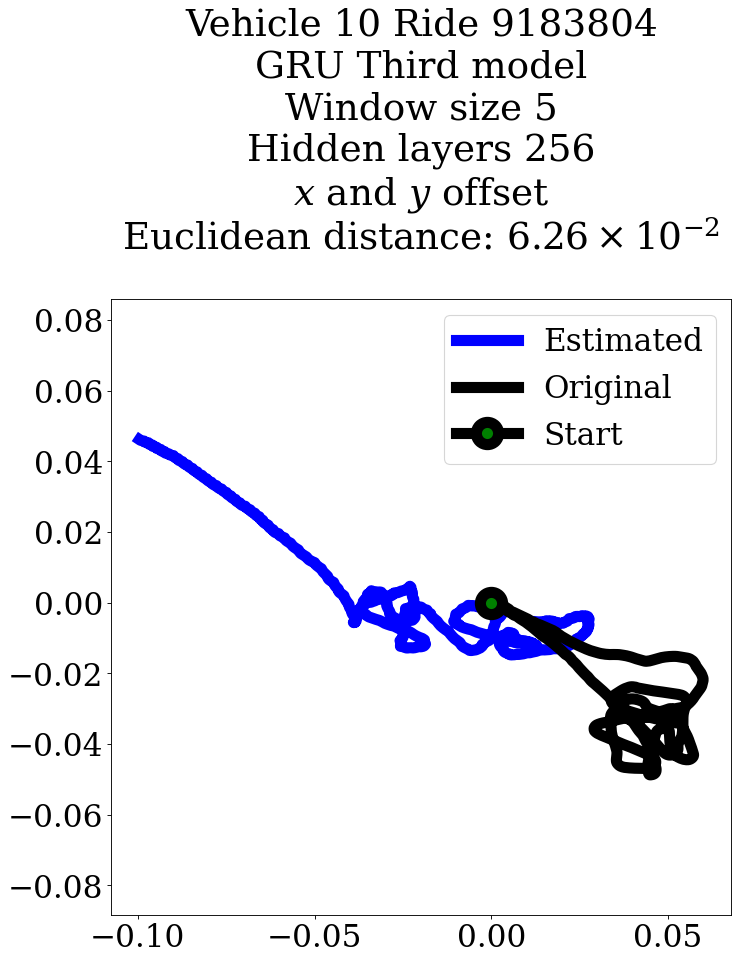 Vehicle 10 Ride 9183804
GRU Third model
Window size 5
Hidden layers 256
x and y offset
Euclidean distance: 6.26 × 10⁻²
Estimated
Original
Start
0.08
0.06
0.04
0.02
0.00
−0.02
−0.04
−0.06
−0.08
−0.10 −0.05 0.00 0.05